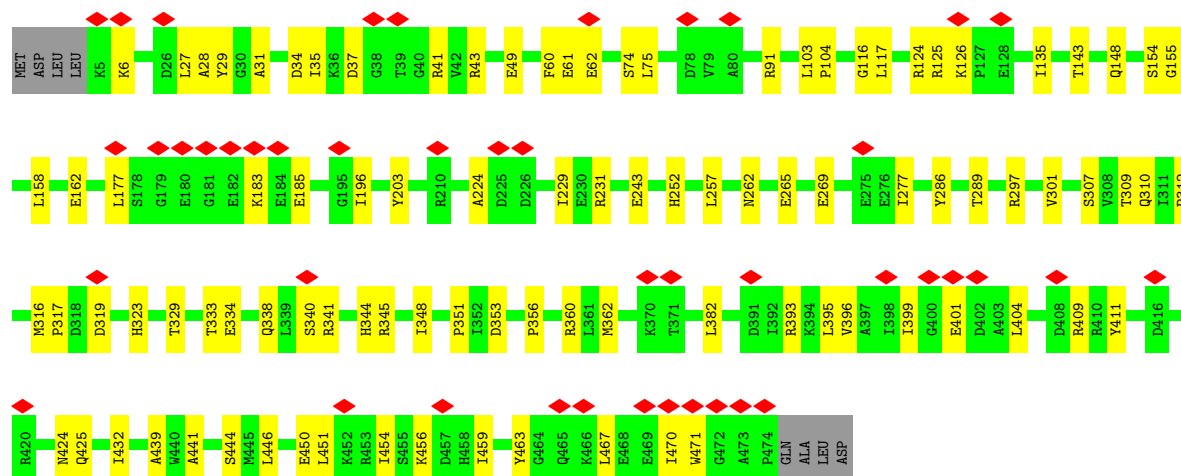 MET ASP LEU LEU K5 K6 D26 L27 A28 Y29 G30 A31 D34 I35 K36 D37 G38 T39 G40 R41 V42 R43 E49 F60 E61 E62 S74 L75 D78 V79 A80 R91 L103 P104 G116 L117 R124 R125 K126 P127 E128 I135 T143 Q148 S154 G155
L158 E162 L177 S178 G179 E180 G181 E182 K183 E184 E185 G195 I196 Y203 R210 A224 D225 D226 I229 E230 R231 E243 H252 L257 N262 E265 E269 E275 E276 I277 Y286 T289 R297 V301 S307 V308 T309 Q310 I311
M316 P317 D318 D319 H323 T329 T333 E334 Q338 L339 S340 R341 H344 R345 I348 P351 I352 D353 P356 R360 L361 M362 K370 T371 L382 D391 I392 R393 K394 L395 V396 A397 I398 I399 G400 E401 D402 A403 L404 D408 R409 R410 Y411 D416
R420 N424 Q425 I432 A439 W440 A441 S444 M445 L446 E450 L451 K452 R453 I454 S455 K456 D457 H458 I459 Y463 G464 Q465 K466 L467 E468 E469 I470 W471 G472 A473 P474 GLN ALA LEU ASP